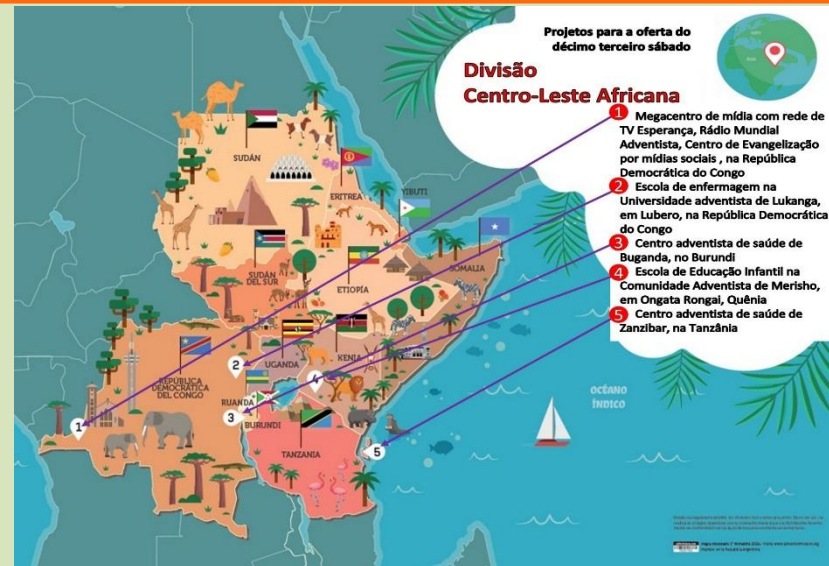 Projetos para a oferta do
décimo terceiro sábado
Divisão
Centro-Leste Africana
1 Megacentro de mídia com rede de
TV Esperança, Rádio Mundial
Adventista, Centro de Evangelização
por mídias sociais , na República
Democrática do Congo
2 Escola de enfermagem na
Universidade adventista de Lukanga,
em Lubero, na República Democrática
do Congo
3 Centro adventista de saúde de
Buganda, no Burundi
4 Escola de Educação Infantil na
Comunidade Adventista de Merisho,
em Ongata Rongai, Quênia
5 Centro adventista de saúde de
Zanzibar, na Tanzânia
SUDÁN
ERITREA
YIBUTI
SUDÁN
DEL SUR
ETIOPÍA
SOMALIA
UGANDA
KENIA
REPÚBLICA
DEMOCRÁTICA
DEL CONGO
RUANDA
BURUNDI
TANZANIA
OCÉANO
ÍNDICO
1
2
3
4
5